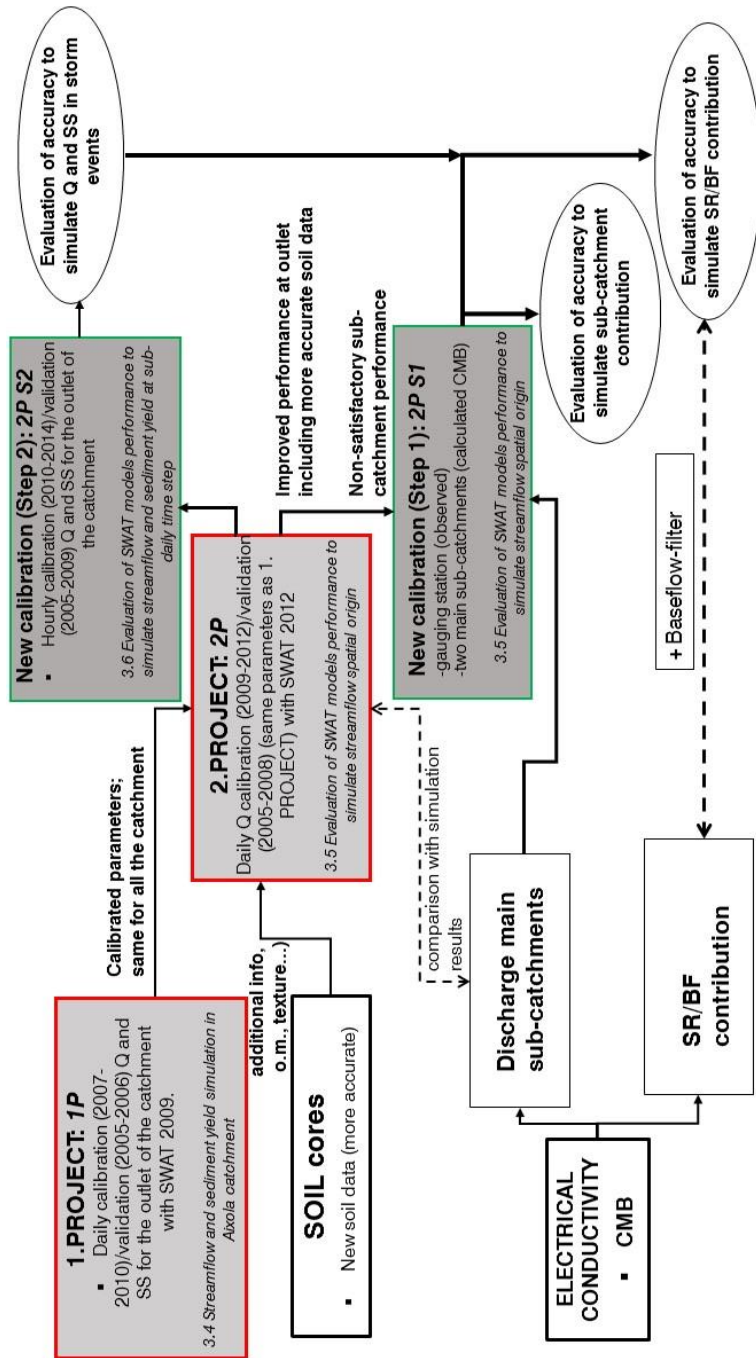 1.PROJECT: 1P
▪ Daily calibration (2007-
2010)/validation (2005-2006) Q and
SS for the outlet of the catchment
with SWAT 2009.
3.4 Streamflow and sediment yield simulation in
Aixola catchment
Calibrated parameters;
same for all the catchment
additional info,
o.m., texture...)
SOIL cores
▪ New soil data (more accurate)
2.PROJECT: 2P
Daily Q calibration (2009-2012)/validation
(2005-2008) (same parameters as 1.
PROJECT) with SWAT 2012
3.5 Evaluation of SWAT models performance to
simulate streamflow spatial origin
New calibration (Step 2): 2P S2
▪ Hourly calibration (2010-2014)/validation
(2005-2009) Q and SS for the outlet of
the catchment
3.6 Evaluation of SWAT models performance to
simulate streamflow and sediment yield at sub-
daily time step
Evaluation of accuracy to
simulate Q and SS in storm
events
Improved performance at outlet
including more accurate soil data
Non-satisfactory sub-
catchment performance
New calibration (Step 1): 2P S1
-gauging station (observed)
-two main sub-catchments (calculated CMB)
3.5 Evaluation of SWAT models performance to
simulate streamflow spatial origin
Evaluation of accuracy to
simulate sub-catchment
contribution
Evaluation of accuracy to
simulate SR/BF contribution
comparison with simulation
results
Discharge main
sub-catchments
ELECTRICAL
CONDUCTIVITY
▪ CMB
SR/BF
contribution
+ Baseflow-filter